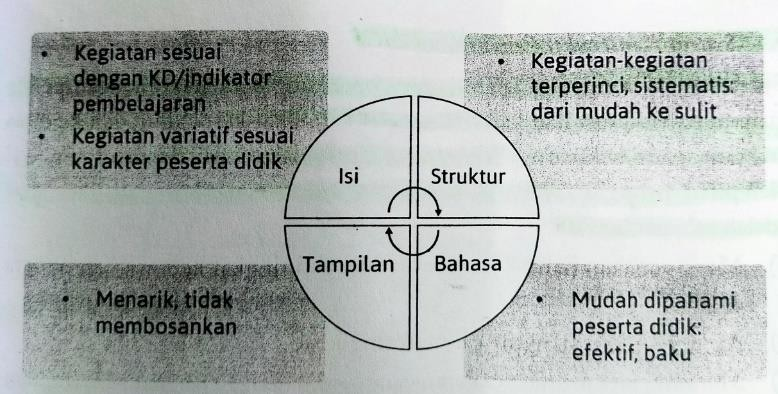 • Kegiatan sesuai
dengan KD/indikator
pembelajaran
• Kegiatan variatif sesuai
karakter peserta didik
• Kegiatan-kegiatan
terperinci, sistematis:
dari mudah ke sulit
Isi
Struktur
Tampilan
Bahasa
• Menarik, tidak
membosankan
• Mudah dipahami
peserta didik:
efektif, baku